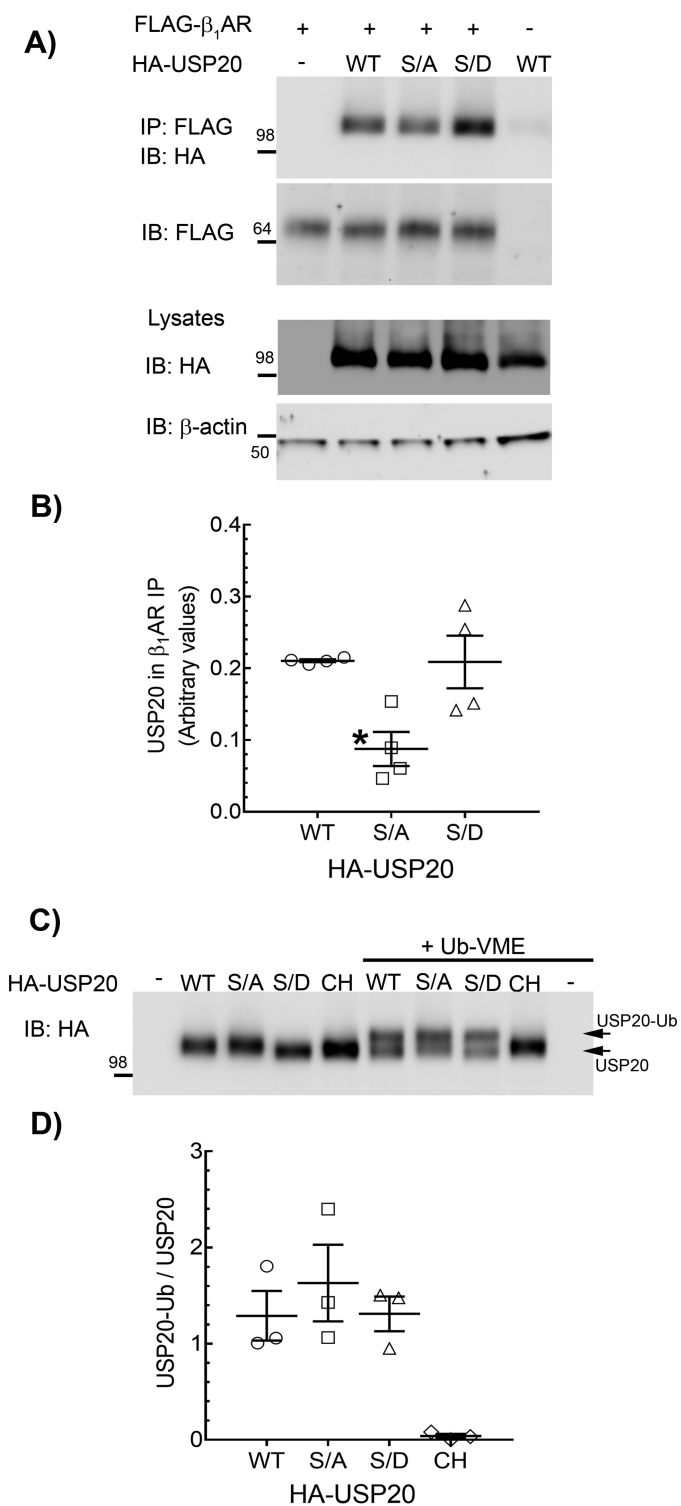 A)
FLAG-β₁AR + + + + -
HA-USP20 - WT S/A S/D WT
IP: FLAG
98
IB: HA
IB: FLAG 64
Lysates
IB: HA 98
IB: β-actin
50
B)
USP20 in β₁AR IP
(Arbitrary values)
0.4
0.3
0.2
0.1
0.0
*
WT S/A S/D
HA-USP20
C)
+ Ub-VME
HA-USP20 - WT S/A S/D CH WT S/A S/D CH -
IB: HA
USP20-Ub
USP20
98
D)
USP20-Ub / USP20
3
2
1
0
WT S/A S/D CH
HA-USP20